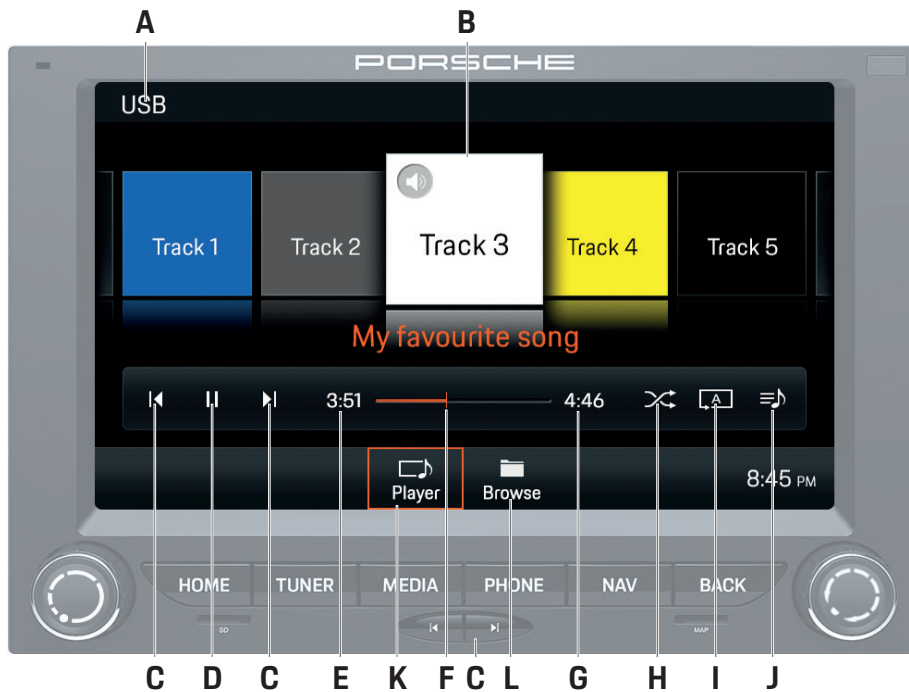 A B
PORSCHE
USB
Track 1 Track 2 Track 3 Track 4 Track 5
My favourite song
3:51 4:46 A
Player Browse 8:45 PM
HOME TUNER MEDIA PHONE NAV BACK
SD MAP
C D C E K F C L G H I J